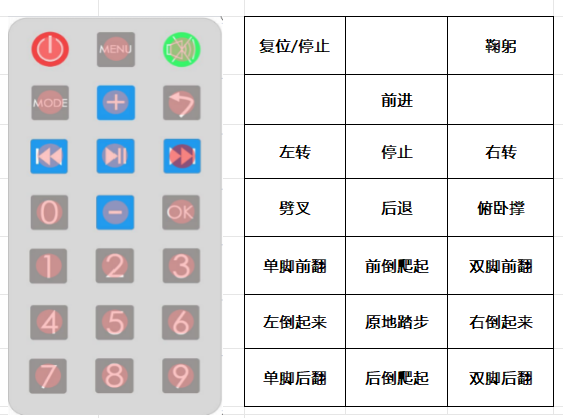 MENU
MODE
0
OK
1 2 3
4 5 6
7 8 9
复位/停止 鞠躬
前进
左转 停止 右转
劈叉 后退 俯卧撑
单脚前翻 前倒爬起 双脚前翻
左倒起来 原地踏步 右倒起来
单脚后翻 后倒爬起 双脚后翻